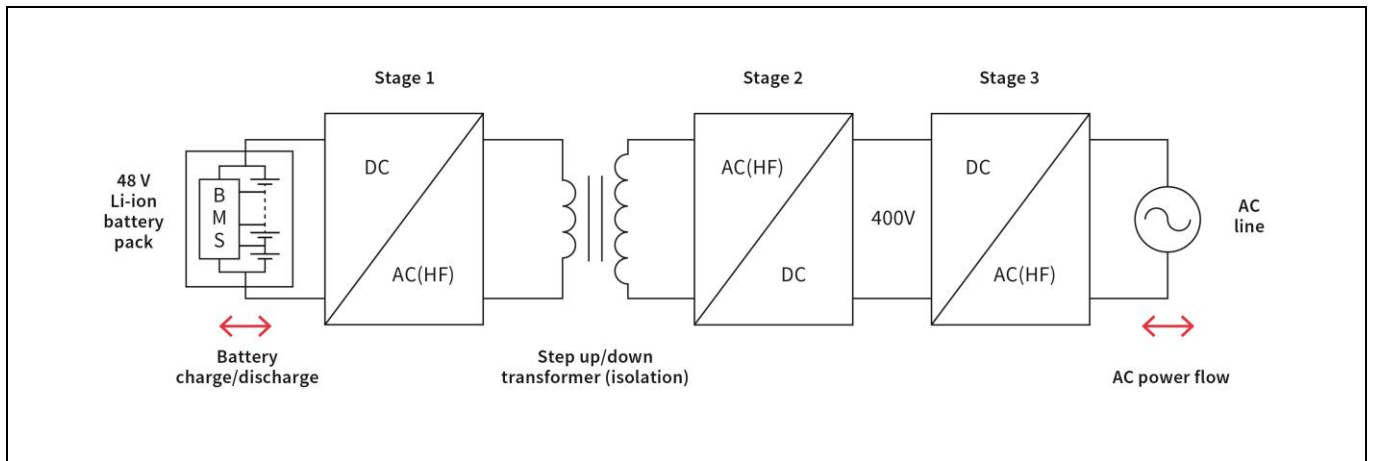 Stage 1
Stage 2
Stage 3
48 V
Li-ion
battery
pack
B
M
S
DC
AC(HF)
AC(HF)
DC
400V
DC
AC(HF)
AC
line
Battery
charge/discharge
Step up/down
transformer (isolation)
AC power flow